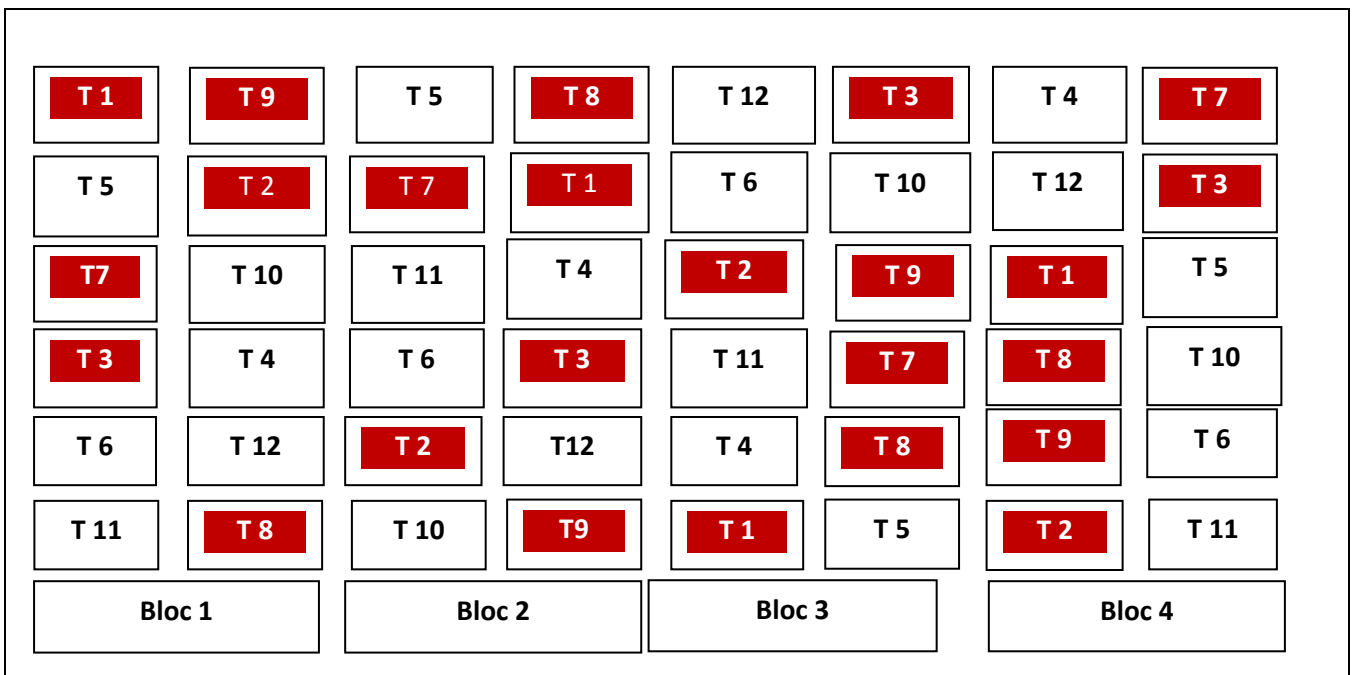 T 1 T 9 T 5 T 8 T 12 T 3 T 4 T 7
T 5 T 2 T 7 T 1 T 6 T 10 T 12 T 3
T7 T 10 T 11 T 4 T 2 T 9 T 1 T 5
T 3 T 4 T 6 T 3 T 11 T 7 T 8 T 10
T 6 T 12 T 2 T12 T 4 T 8 T 9 T 6
T 11 T 8 T 10 T9 T 1 T 5 T 2 T 11
Bloc 1 Bloc 2 Bloc 3 Bloc 4